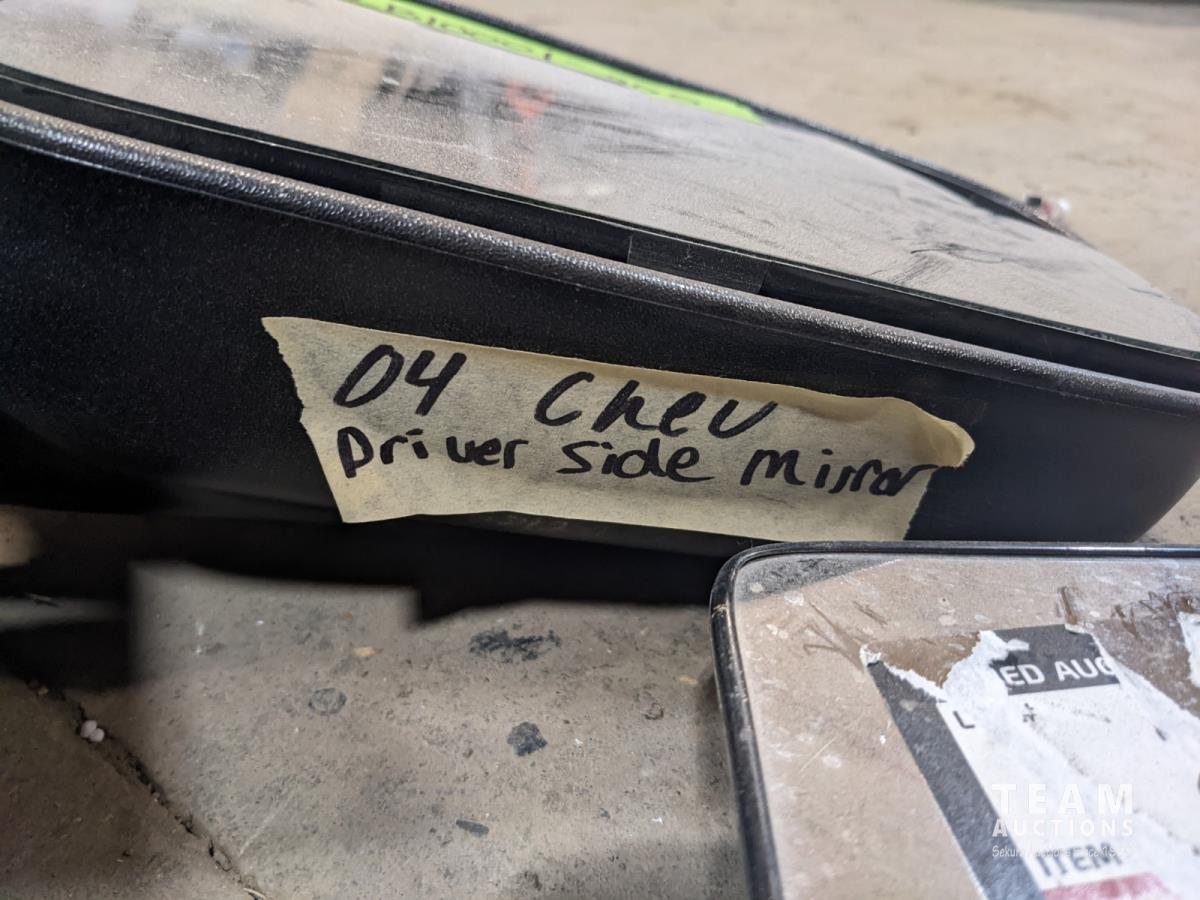 04 Chev
Driver side mirror
ED AUC
L
ITEM
TEAM
AUCTIONS